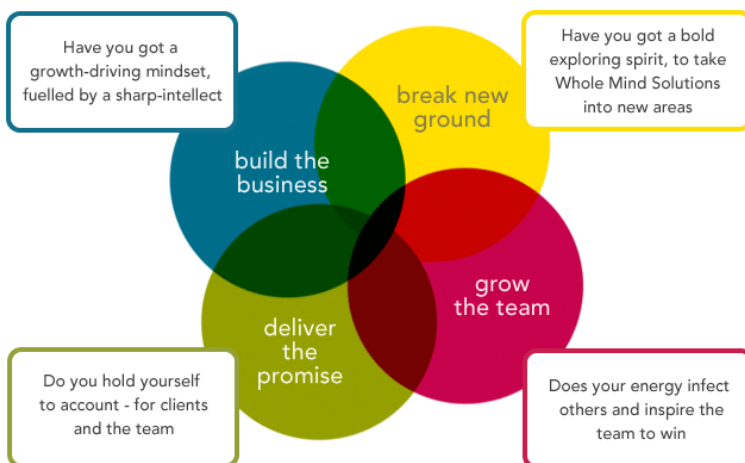 Have you got a
growth-driving mindset,
fuelled by a sharp-intellect
Have you got a bold
exploring spirit, to take
Whole Mind Solutions
into new areas
break new
ground
build the
business
grow
the team
deliver
the
promise
Do you hold yourself
to account - for clients
and the team
Does your energy infect
others and inspire the
team to win